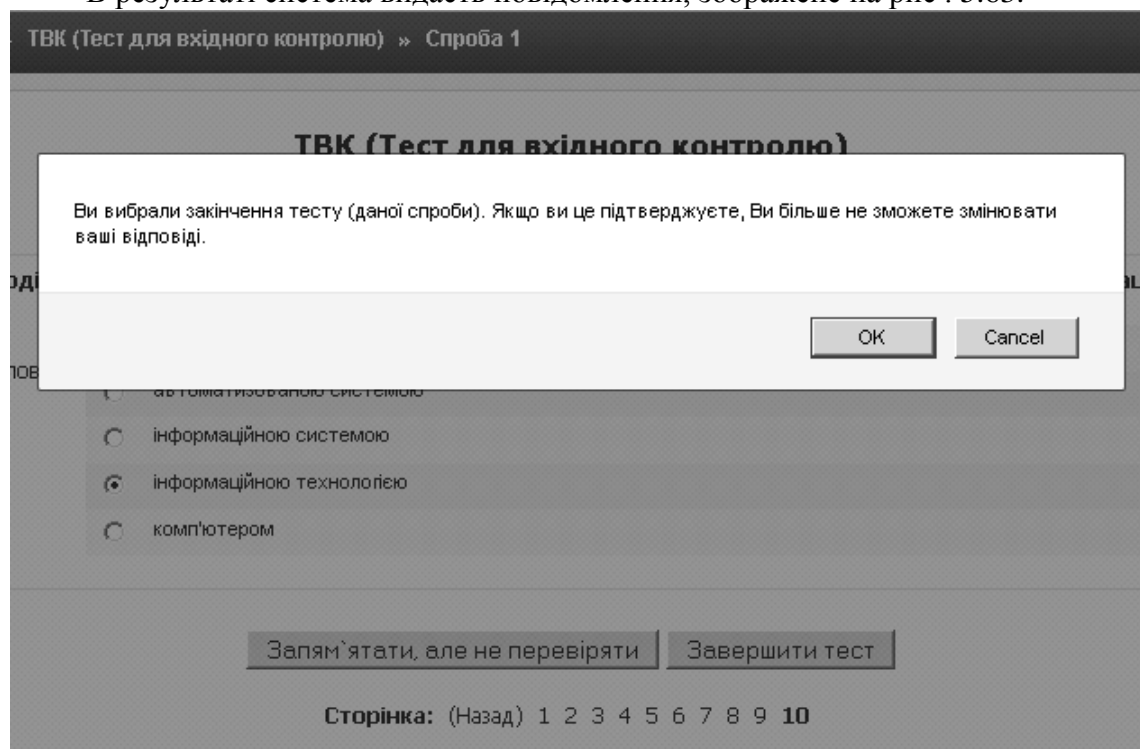 В результаті система видасть повідомлення, зображене на рис
ТВК (Тест для вхідного контролю) » Спроба 1
ТВК (Тест для вхідного контролю)
Ви вибрали закінчення тесту (даної спроби). Якщо ви це підтверджуєте, Ви більше не зможете змінювати
ваші відповіді.
OK Cancel
автоматизованою системою
інформаційною системою
інформаційною технологією
комп'ютером
Запам`ятати, але не перевіряти Завершити тест
Сторінка: (Назад) 1 2 3 4 5 6 7 8 9 10